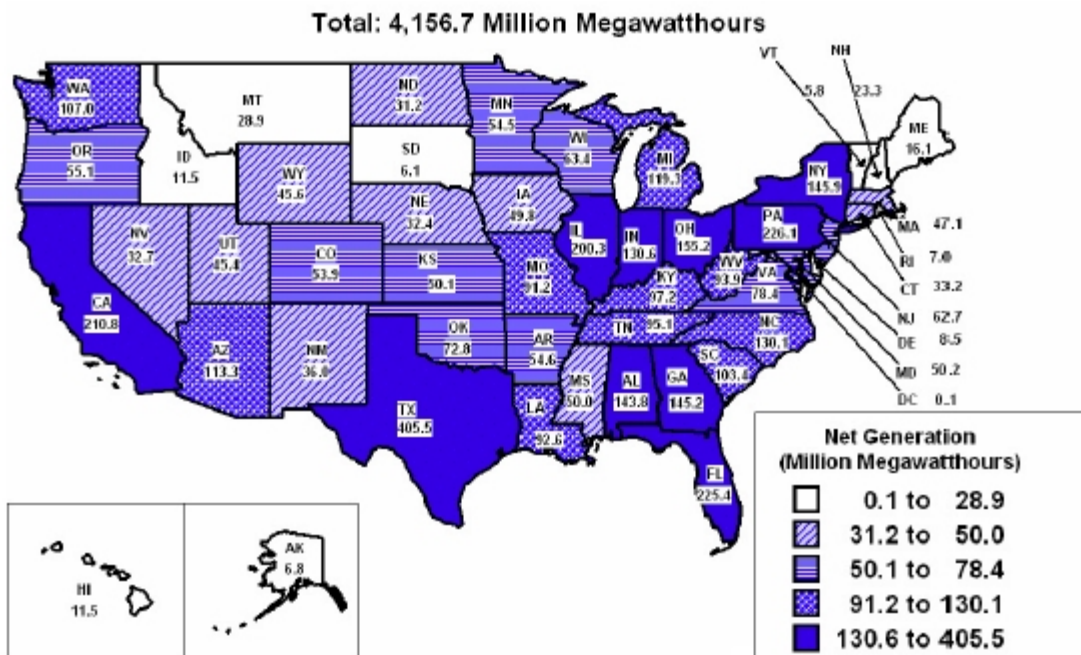 Total: 4,156.7 Million Megawatthours
VT
NH
5.8
23.3
WA
107.0
MT
28.9
ND
31.2
MN
54.5
ME
16.1
OR
55.1
ID
11.5
SD
6.1
WI
63.4
MI
119.3
NY
145.9
WY
45.6
NE
32.4
IA
49.8
PA
226.1
MA 47.1
NV
32.7
UT
45.4
CO
53.9
KS
50.1
MO
91.2
IL
200.3
IN
130.6
OH
155.2
WV
93.9
VA
78.4
RI 7.0
KY
97.2
CT 33.2
CA
210.8
NJ 62.7
AZ
113.3
NM
36.0
OK
72.8
AR
54.6
TN 95.1
NC
130.1
DE 8.5
SC
103.4
MD 50.2
DC 0.1
TX
405.5
LA
92.6
MS
50.0
AL
143.8
GA
145.2
FL
225.4
HI
11.5
AK
6.8
Net Generation
(Million Megawatthours)
0.1 to 28.9
31.2 to 50.0
50.1 to 78.4
91.2 to 130.1
130.6 to 405.5